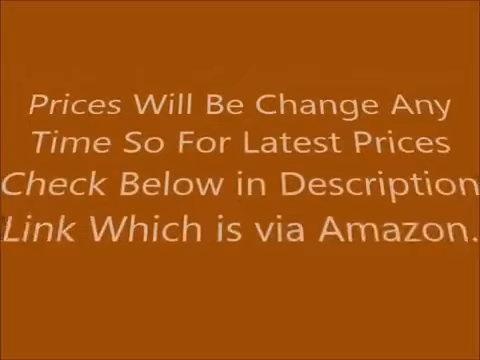 Prices Will Be Change Any
Time So For Latest Prices
Check Below in Description
Link Which is via Amazon.